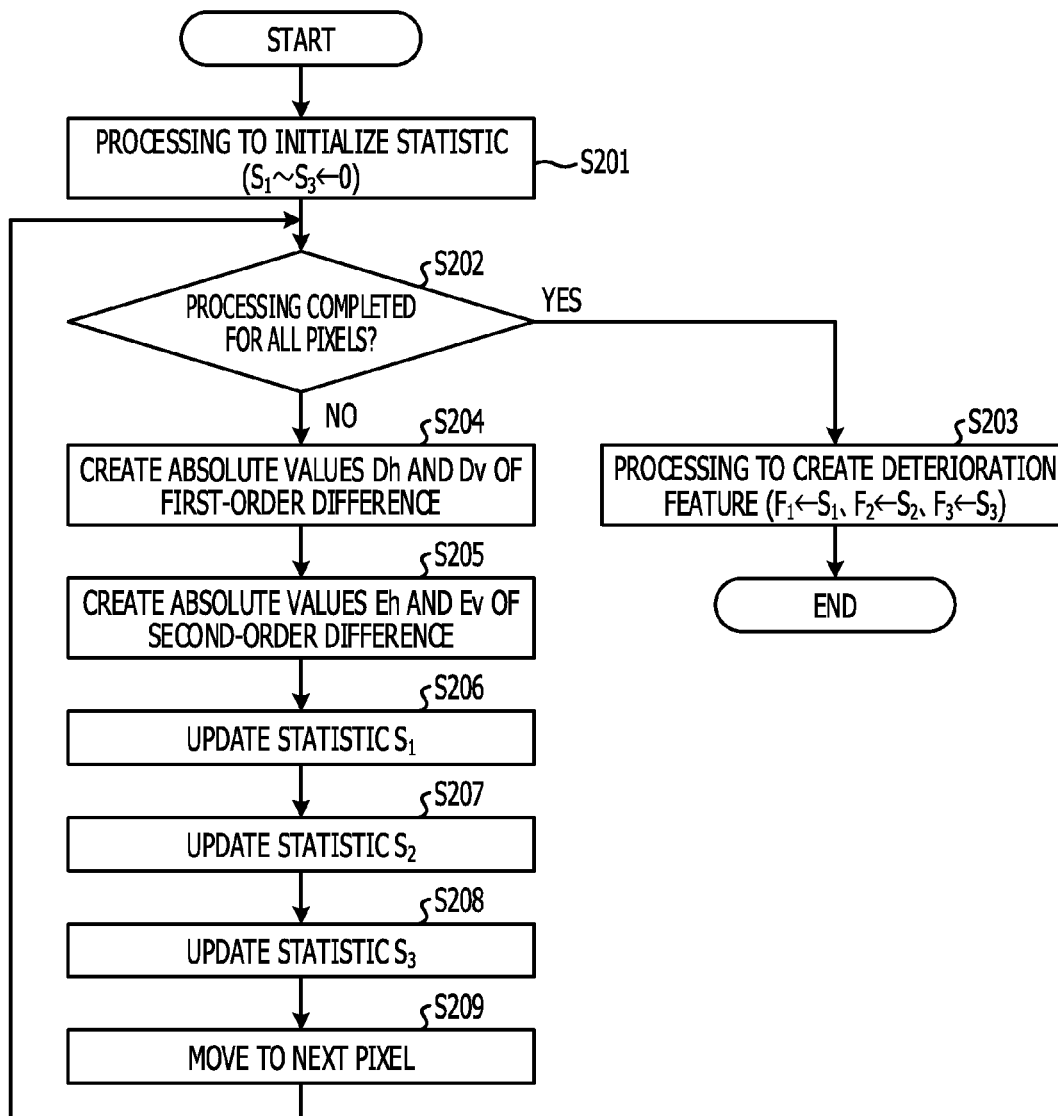 START
PROCESSING TO INITIALIZE STATISTIC
(S₁~S₃←0)
S201
S202
PROCESSING COMPLETED
FOR ALL PIXELS?
YES
NO
S203
PROCESSING TO CREATE DETERIORATION
FEATURE (F₁←S₁、F₂←S₂、F₃←S₃)
END
S204
CREATE ABSOLUTE VALUES Dh AND Dv OF
FIRST-ORDER DIFFERENCE
S205
CREATE ABSOLUTE VALUES Eh AND Ev OF
SECOND-ORDER DIFFERENCE
S206
UPDATE STATISTIC S₁
S207
UPDATE STATISTIC S₂
S208
UPDATE STATISTIC S₃
S209
MOVE TO NEXT PIXEL